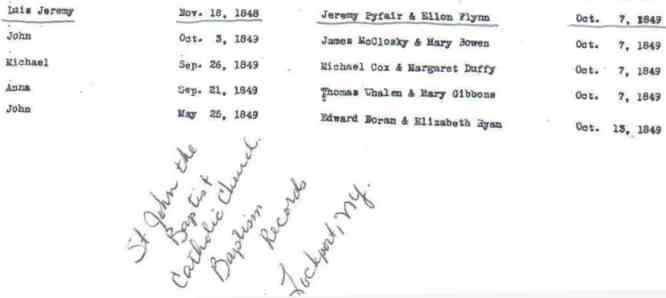 Luis Jeremy Nov. 18, 1848 Jeremy Pyfair & Ellon Flynn Oct. 7, 1849
John Oct. 3, 1849 James McClosky & Mary Bowen Oct. 7, 1849
Michael Sep. 26, 1849 Michael Cox & Margaret Duffy Oct. 7, 1849
Anna Sep. 21, 1849 Thomas Whalen & Mary Gibbons Oct. 7, 1849
John May 25, 1849 Edward Doran & Elizabeth Ryan Oct. 13, 1849
St John the
Baptist
Catholic Church.
Baptism
Records
Lockport, NY.